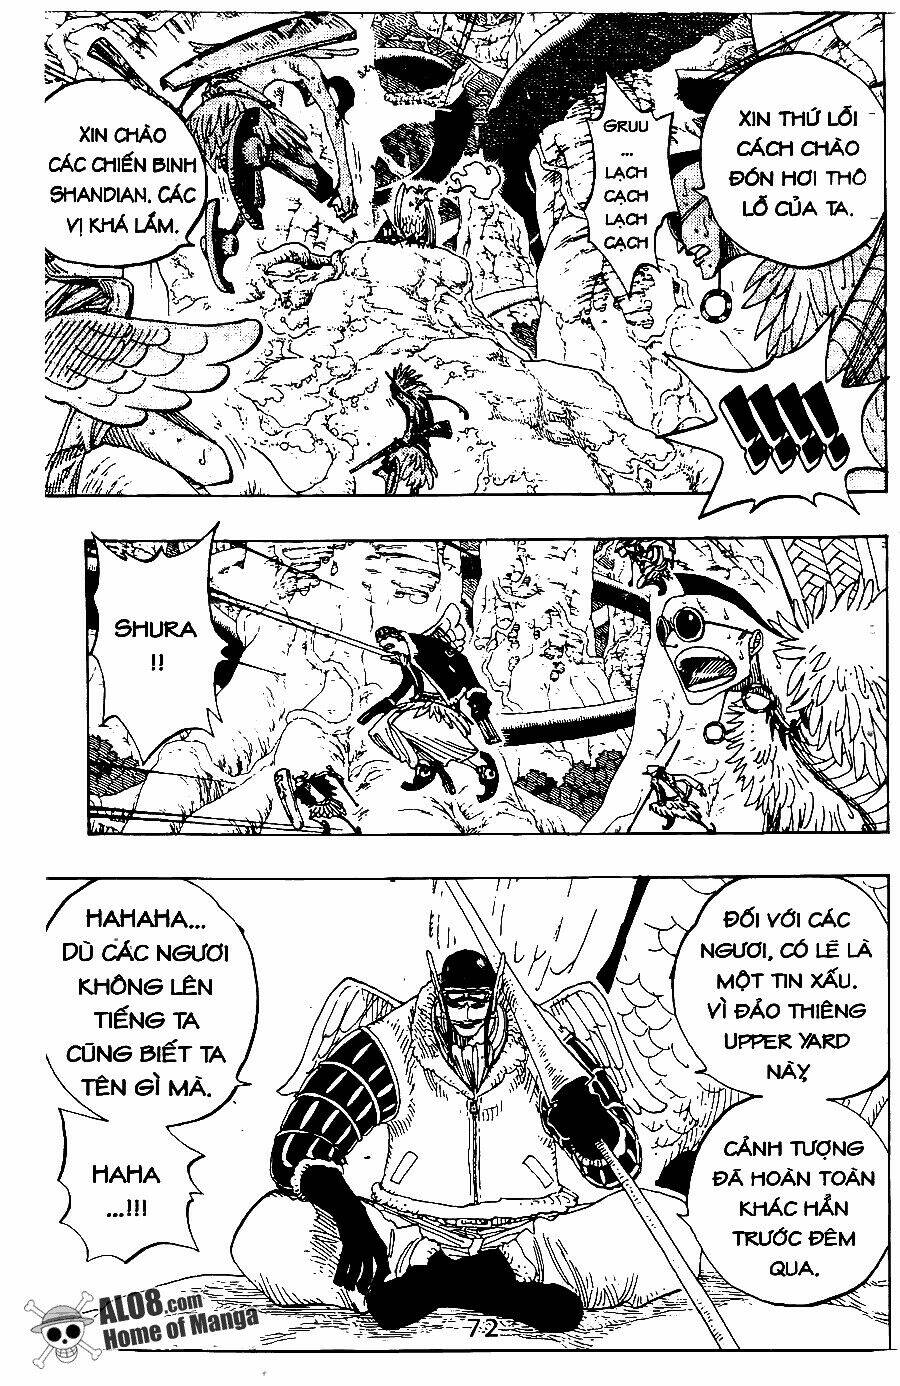 XIN THỨ LỖI
CÁCH CHÀO
ĐÓN HƠI THÔ
LỖ CỦA TA.
GRUU
...
LẠCH
CẠCH
LẠCH
CẠCH
XIN CHÀO
CÁC CHIẾN BINH
SHANDIAN. CÁC
VỊ KHÁ LẮM.
!!!!
SHURA
!!
ĐỐI VỚI CÁC
NGƯƠI, CÓ LẼ LÀ
MỘT TIN XẤU.
VÌ ĐẢO THIÊNG
UPPER YARD
NÀY,
CẢNH TƯỢNG
ĐÃ HOÀN TOÀN
KHÁC HẲN
TRƯỚC ĐÊM
QUA.
HAHAHA...
DÙ CÁC NGƯƠI
KHÔNG LÊN
TIẾNG TA
CŨNG BIẾT TA
TÊN GÌ MÀ.
HAHA
...!!!
72
ALO8.com
Home of Manga